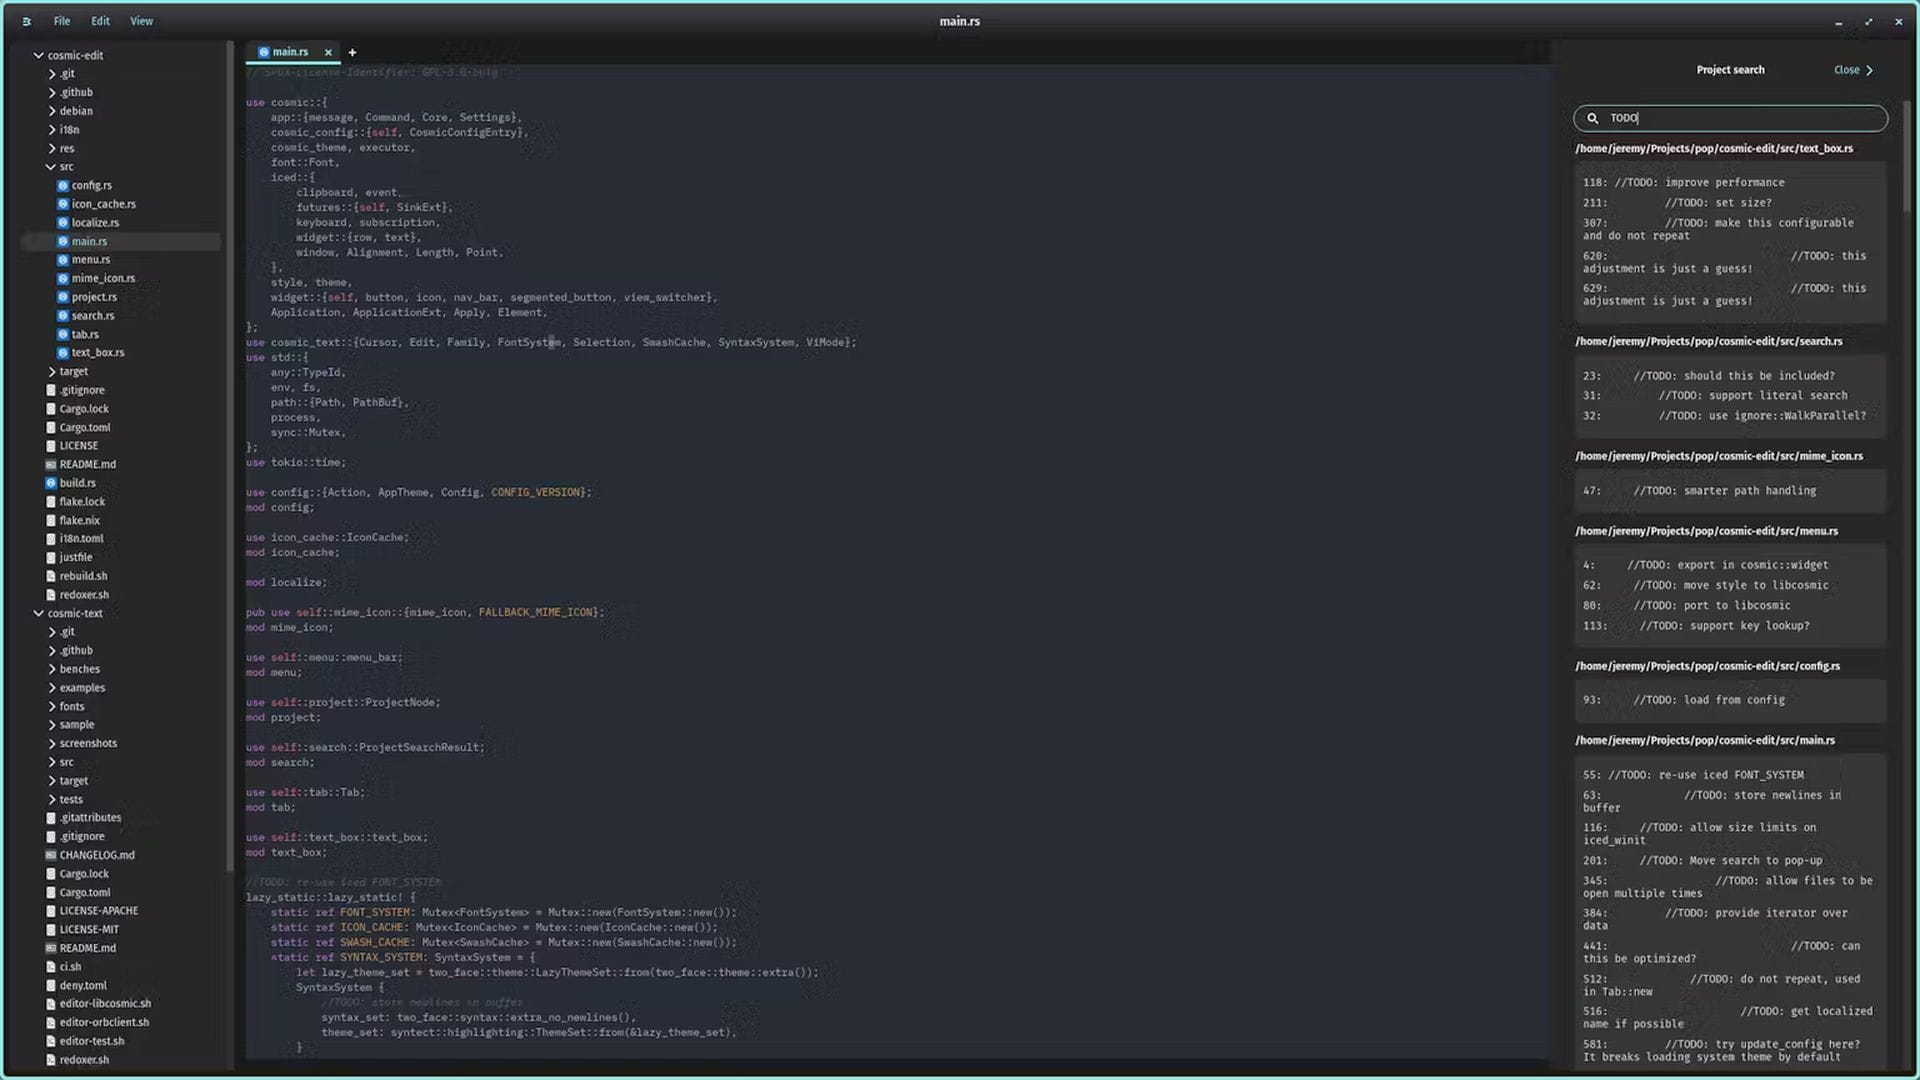 File Edit View
main.rs
cosmic-edit
.git
.github
debian
i18n
res
src
config.rs
icon_cache.rs
localize.rs
main.rs
menu.rs
mime_icon.rs
project.rs
search.rs
tab.rs
text_box.rs
target
.gitignore
Cargo.lock
Cargo.toml
LICENSE
README.md
build.rs
flake.lock
flake.nix
i18n.toml
justfile
rebuild.sh
redoxer.sh
cosmic-text
.git
.github
benches
examples
fonts
sample
screenshots
src
target
tests
.gitattributes
.gitignore
CHANGELOG.md
Cargo.lock
Cargo.toml
LICENSE-APACHE
LICENSE-MIT
README.md
ci.sh
deny.toml
editor-libcosmic.sh
editor-orbclient.sh
editor-test.sh
redoxer.sh
main.rs
// SPDX-License-Identifier: GPL-3.0-only
use cosmic::{
app::{message, Command, Core, Settings},
cosmic_config::{self, CosmicConfigEntry},
cosmic_theme, executor,
font::Font,
iced::{
clipboard, event,
futures::{self, SinkExt},
keyboard, subscription,
widget::{row, text},
window, Alignment, Length, Point,
},
style, theme,
widget::{self, button, icon, nav_bar, segmented_button, view_switcher},
Application, ApplicationExt, Apply, Element,
};
use cosmic_text::{Cursor, Edit, Family, FontSystem, Selection, SwashCache, SyntaxSystem, ViMode};
use std::{
any::TypeId,
env, fs,
path::{Path, PathBuf},
process,
sync::Mutex,
};
use tokio::time;
use config::{Action, AppTheme, Config, CONFIG_VERSION};
mod config;
use icon_cache::IconCache;
mod icon_cache;
mod localize;
pub use self::mime_icon::{mime_icon, FALLBACK_MIME_ICON};
mod mime_icon;
use self::menu::menu_bar;
mod menu;
use self::project::ProjectNode;
mod project;
use self::search::ProjectSearchResult;
mod search;
use self::tab::Tab;
mod tab;
use self::text_box::text_box;
mod text_box;
//TODO: re-use iced FONT_SYSTEM
lazy_static::lazy_static! {
static ref FONT_SYSTEM: Mutex<FontSystem> = Mutex::new(FontSystem::new());
static ref ICON_CACHE: Mutex<IconCache> = Mutex::new(IconCache::new());
static ref SWASH_CACHE: Mutex<SwashCache> = Mutex::new(SwashCache::new());
static ref SYNTAX_SYSTEM: SyntaxSystem = {
let lazy_theme_set = two_face::theme::LazyThemeSet::from(two_face::theme::extra());
SyntaxSystem {
//TODO: store newlines in buffer
syntax_set: two_face::syntax::extra_no_newlines(),
theme_set: syntect::highlighting::ThemeSet::from(&lazy_theme_set),
}
Project search Close
TODO
/home/jeremy/Projects/pop/cosmic-edit/src/text_box.rs
118: //TODO: improve performance
211: //TODO: set size?
307: //TODO: make this configurable
and do not repeat
620: //TODO: this
adjustment is just a guess!
629: //TODO: this
adjustment is just a guess!
/home/jeremy/Projects/pop/cosmic-edit/src/search.rs
23: //TODO: should this be included?
31: //TODO: support literal search
32: //TODO: use ignore::WalkParallel?
/home/jeremy/Projects/pop/cosmic-edit/src/mime_icon.rs
47: //TODO: smarter path handling
/home/jeremy/Projects/pop/cosmic-edit/src/menu.rs
4: //TODO: export in cosmic::widget
62: //TODO: move style to libcosmic
80: //TODO: port to libcosmic
113: //TODO: support key lookup?
/home/jeremy/Projects/pop/cosmic-edit/src/config.rs
93: //TODO: load from config
/home/jeremy/Projects/pop/cosmic-edit/src/main.rs
55: //TODO: re-use iced FONT_SYSTEM
63: //TODO: store newlines in
buffer
116: //TODO: allow size limits on
iced_winit
201: //TODO: Move search to pop-up
345: //TODO: allow files to be
open multiple times
384: //TODO: provide iterator over
data
441: //TODO: can
this be optimized?
512: //TODO: do not repeat, used
in Tab::new
516: //TODO: get localized
name if possible
581: //TODO: try update_config here?
It breaks loading system theme by default